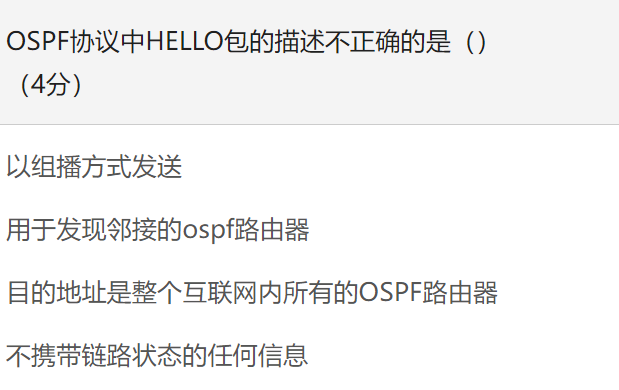 OSPF协议中HELLO包的描述不正确的是（）
（4分）
以组播方式发送
用于发现邻接的ospf路由器
目的地址是整个互联网内所有的OSPF路由器
不携带链路状态的任何信息